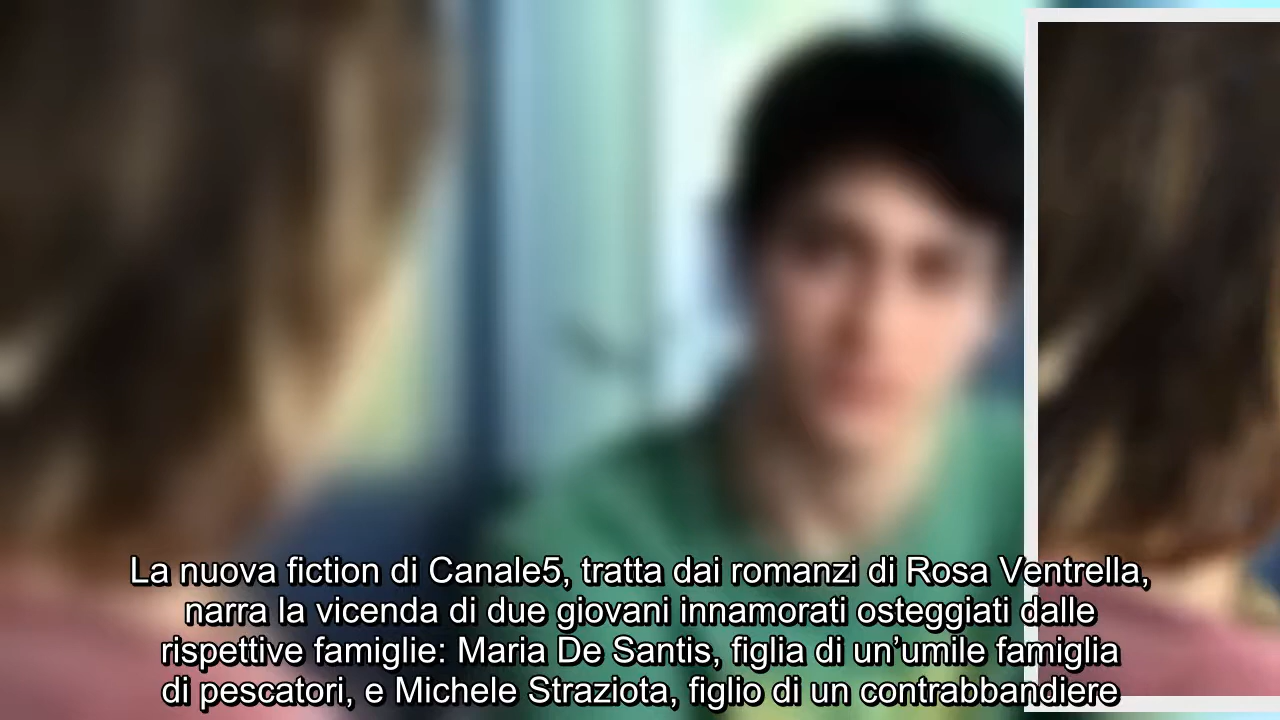 La nuova fiction di Canale5, tratta dai romanzi di Rosa Ventrella,
narra la vicenda di due giovani innamorati osteggiati dalle
rispettive famiglie: Maria De Santis, figlia di un’umile famiglia
di pescatori, e Michele Straziota, figlio di un contrabbandiere